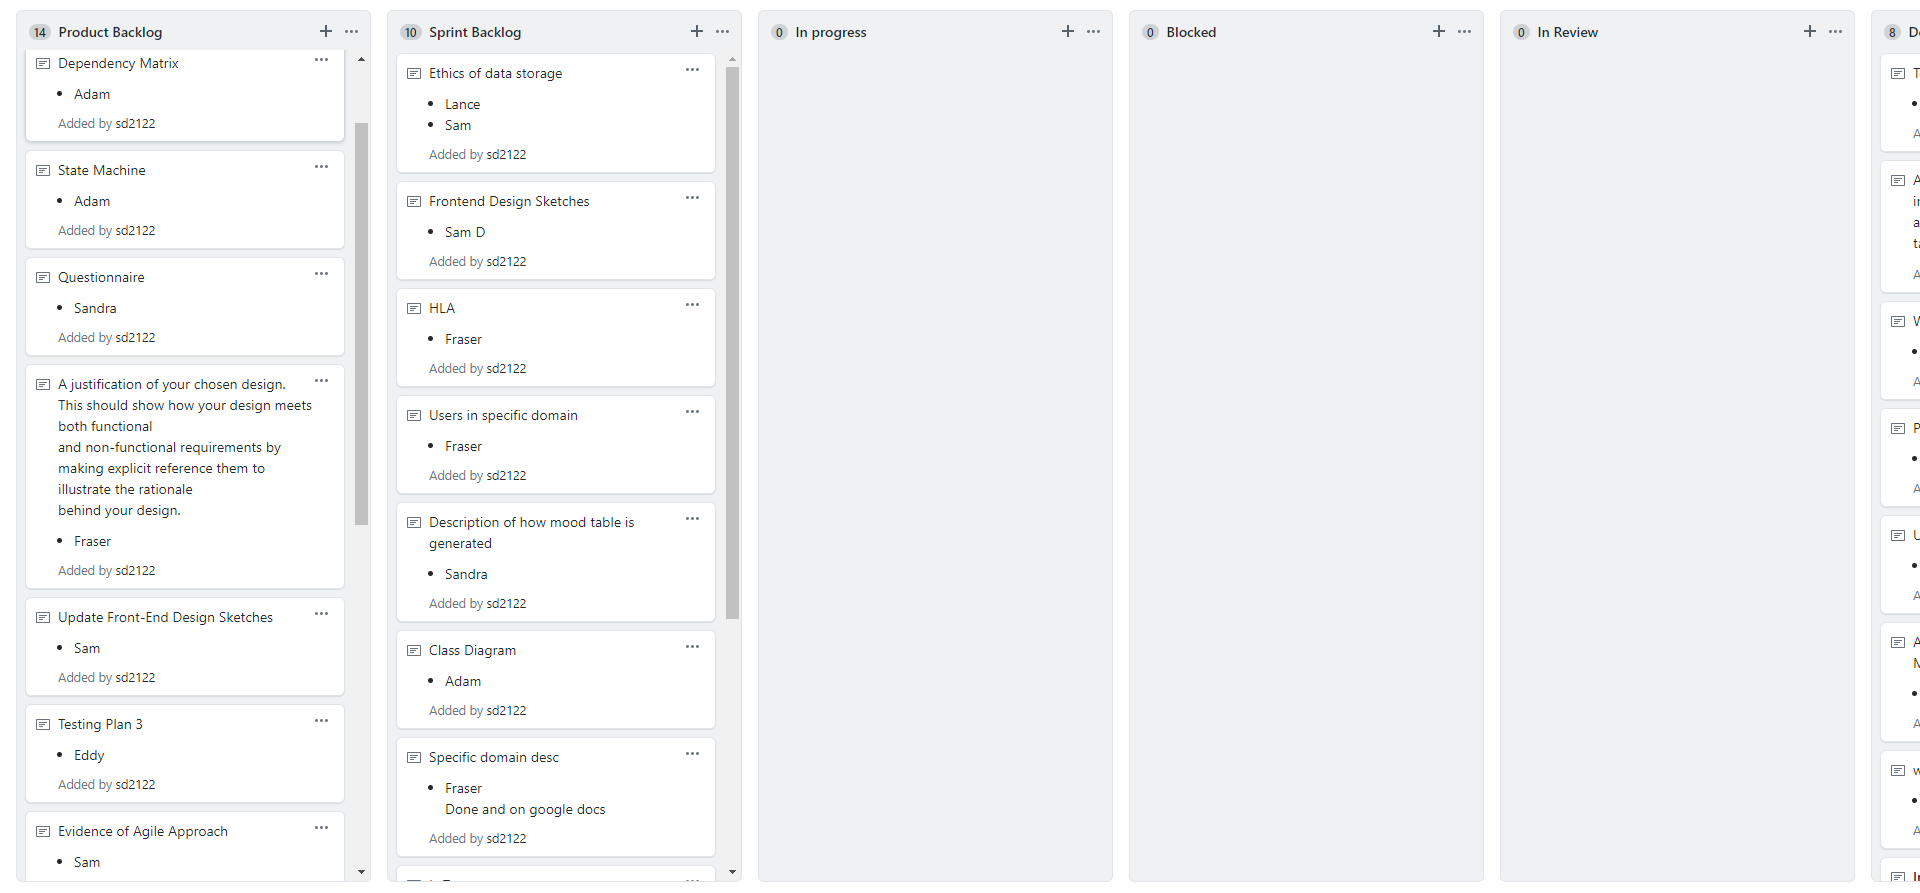 14 Product Backlog
Dependency Matrix
Adam
Added by sd2122
State Machine
Adam
Added by sd2122
Questionnaire
Sandra
Added by sd2122
A justification of your chosen design.
This should show how your design meets
both functional
and non-functional requirements by
making explicit reference them to
illustrate the rationale
behind your design.
Fraser
Added by sd2122
Update Front-End Design Sketches
Sam
Added by sd2122
Testing Plan 3
Eddy
Added by sd2122
Evidence of Agile Approach
Sam
10 Sprint Backlog
Ethics of data storage
Lance
Sam
Added by sd2122
Frontend Design Sketches
Sam D
Added by sd2122
HLA
Fraser
Added by sd2122
Users in specific domain
Fraser
Added by sd2122
Description of how mood table is
generated
Sandra
Added by sd2122
Class Diagram
Adam
Added by sd2122
Specific domain desc
Fraser
Done and on google docs
Added by sd2122
0 In progress
0 Blocked
0 In Review
8